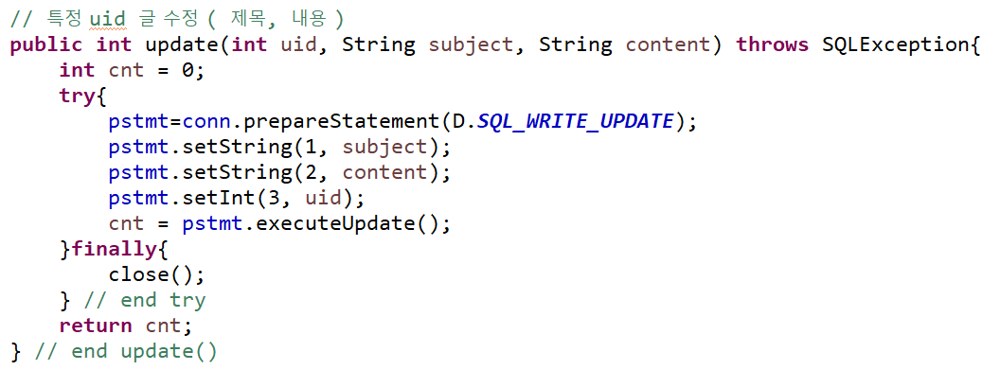 // 특정 uid 글 수정 ( 제목, 내용 )
public int update(int uid, String subject, String content) throws SQLException{
    int cnt = 0;
    try{
        pstmt=conn.prepareStatement(D.SQL_WRITE_UPDATE);
        pstmt.setString(1, subject);
        pstmt.setString(2, content);
        pstmt.setInt(3, uid);
        cnt = pstmt.executeUpdate();
    }finally{
        close();
    } // end try
    return cnt;
} // end update()